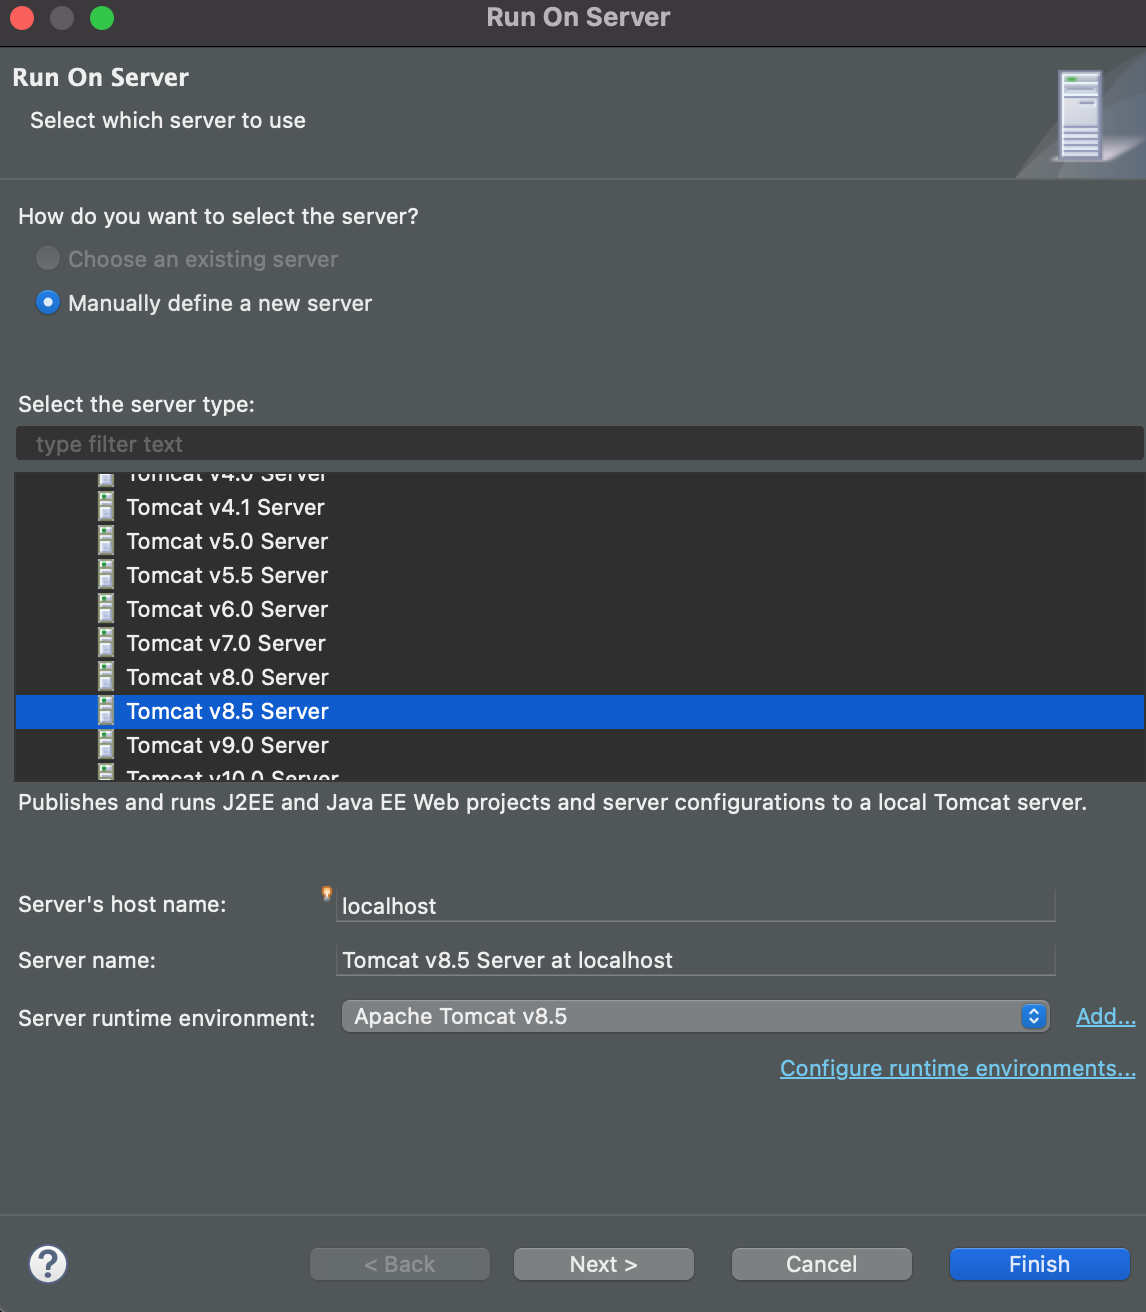 Run On Server
Run On Server
Select which server to use
How do you want to select the server?
Choose an existing server
Manually define a new server
Select the server type:
type filter text
Tomcat v4.0 Server
Tomcat v4.1 Server
Tomcat v5.0 Server
Tomcat v5.5 Server
Tomcat v6.0 Server
Tomcat v7.0 Server
Tomcat v8.0 Server
Tomcat v8.5 Server
Tomcat v9.0 Server
Tomcat v10.0 Server
Publishes and runs J2EE and Java EE Web projects and server configurations to a local Tomcat server.
Server's host name: localhost
Server name: Tomcat v8.5 Server at localhost
Server runtime environment: Apache Tomcat v8.5 Add...
Configure runtime environments...
? < Back Next > Cancel Finish